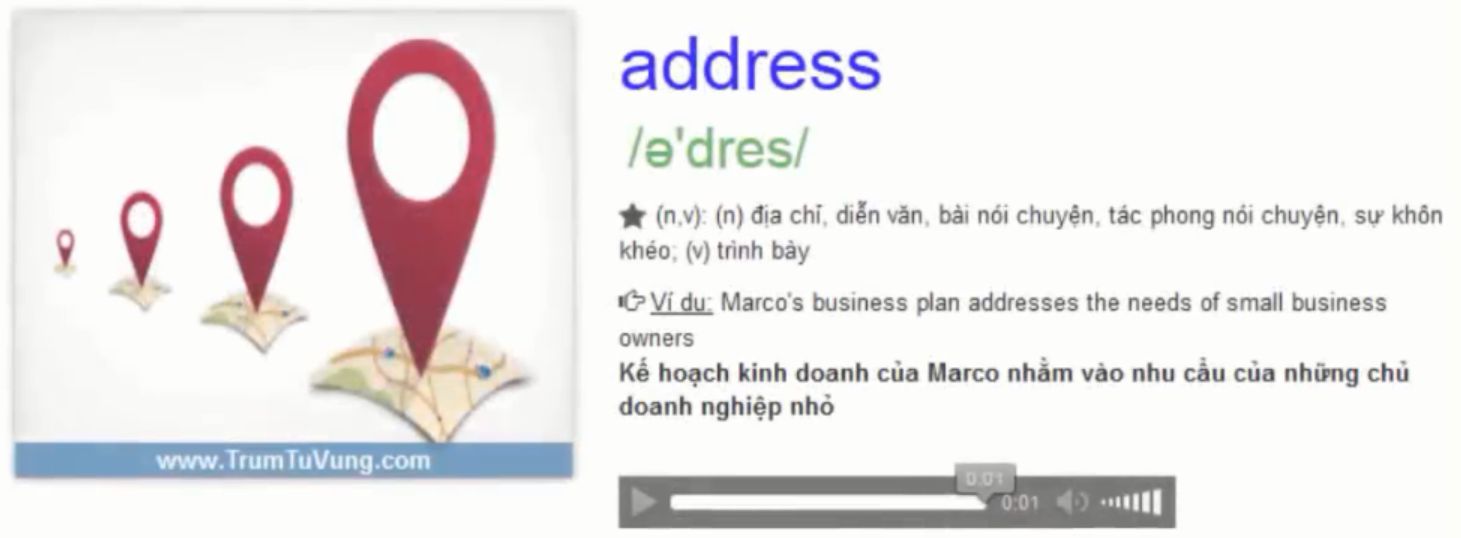 address
/ə'dres/
★ (n,v): (n) địa chỉ, diễn văn, bài nói chuyện, tác phong nói chuyện, sự khôn
khéo; (v) trình bày
Ví dụ: Marco's business plan addresses the needs of small business
owners
Kế hoạch kinh doanh của Marco nhằm vào nhu cầu của những chủ
doanh nghiệp nhỏ
www.TrumTuVung.com
0:01
0:01